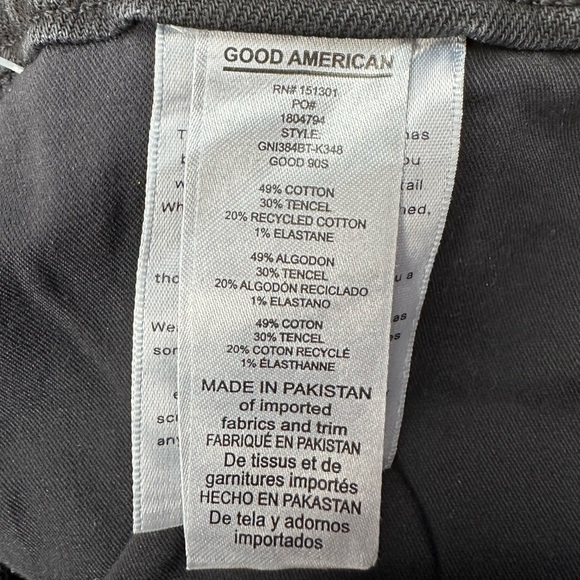 GOOD AMERICAN
RN# 151301
PO#
1804794
STYLE:
GNI384BT-K348
GOOD 90S
49% COTTON
30% TENCEL
20% RECYCLED COTTON
1% ELASTANE
49% ALGODON
30% TENCEL
20% ALGODÓN RECICLADO
1% ELASTANO
49% COTON
30% TENCEL
20% COTON RECYCLÉ
1% ÉLASTHANNE
MADE IN PAKISTAN
of imported
fabrics and trim
FABRIQUÉ EN PAKISTAN
De tissus et de
garnitures importés
HECHO EN PAKASTAN
De tela y adornos
importados